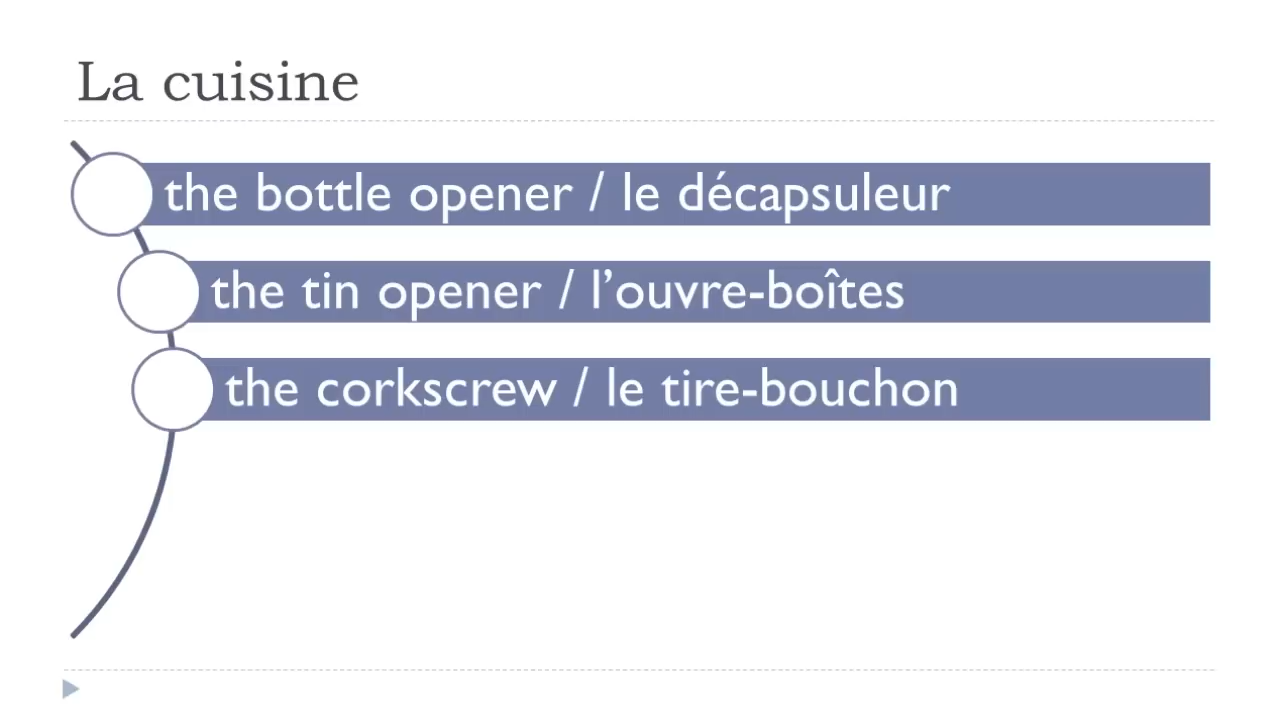 La cuisine
the bottle opener / le décapsuleur
the tin opener / l’ouvre-boîtes
the corkscrew / le tire-bouchon